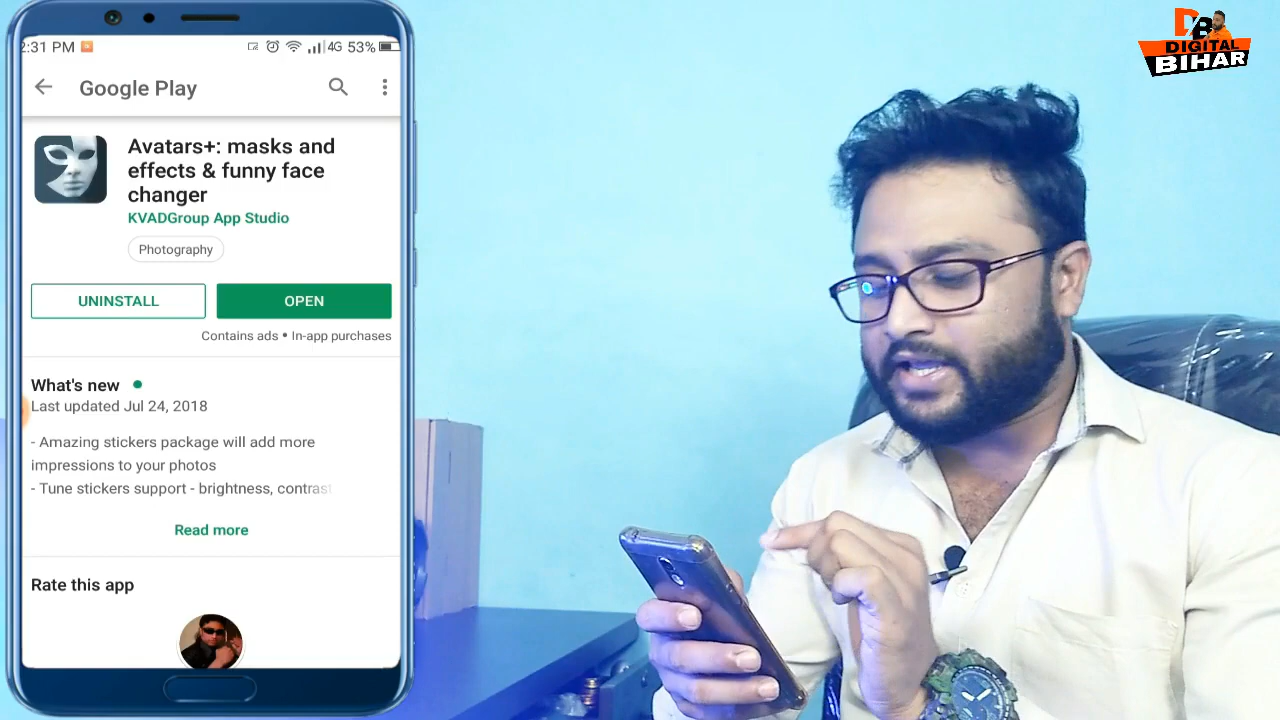 2:31 PM
4G 53%
Google Play
Avatars+: masks and
effects & funny face
changer
KVADGroup App Studio
Photography
UNINSTALL
OPEN
Contains ads • In-app purchases
What's new
Last updated Jul 24, 2018
- Amazing stickers package will add more
impressions to your photos
- Tune stickers support - brightness, contrast
Read more
Rate this app
DB
DIGITAL
BIHAR